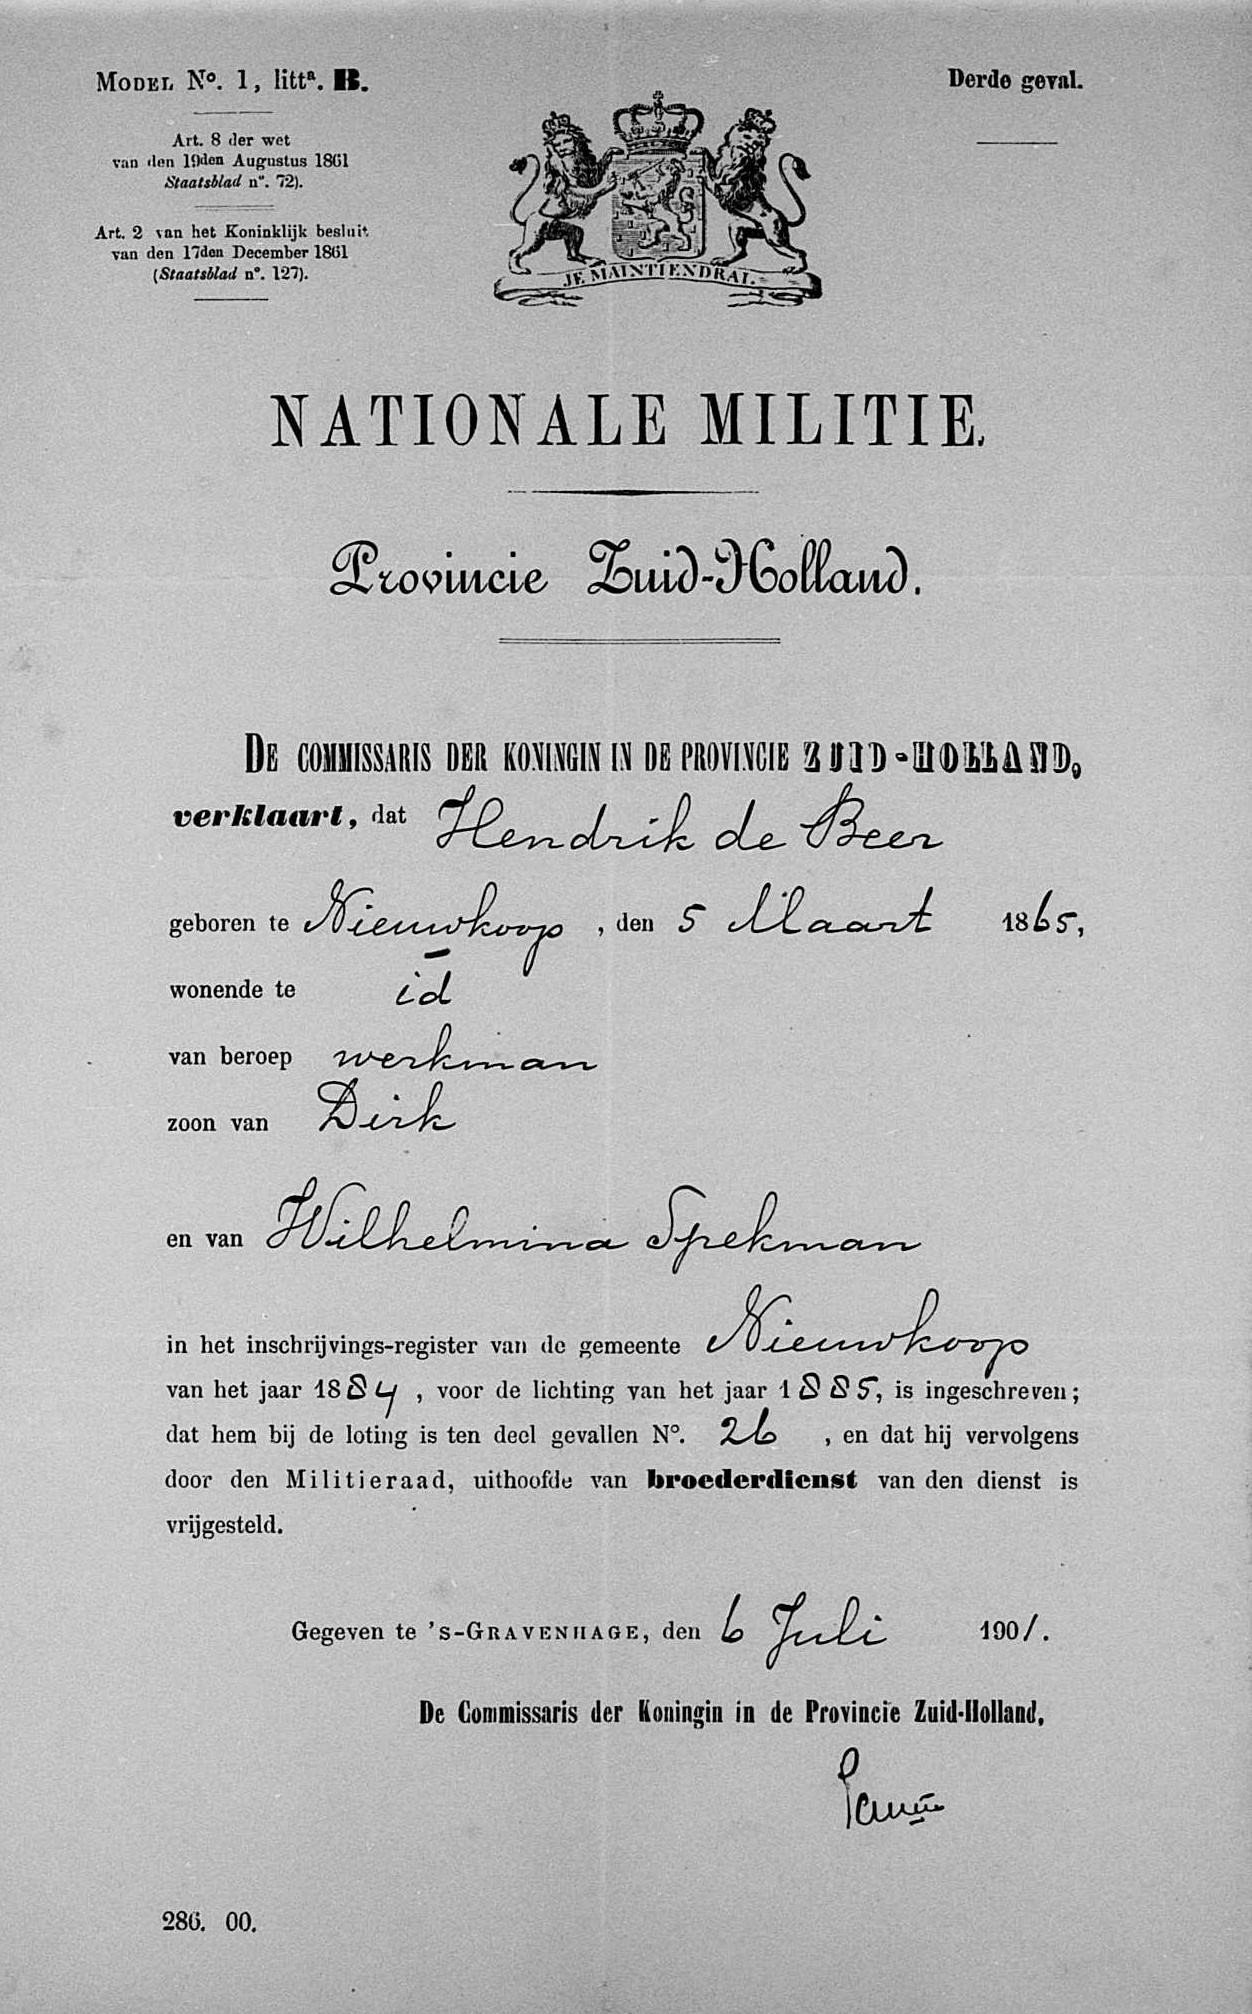 MODEL No. 1, litta. B.
Derde geval.
Art. 8 der wet
van den 19den Augustus 1861
Staatsblad n°. 72).
Art. 2 van het Koninklijk besluit
van den 17den December 1861
(Staatsblad n°. 127).
JE MAINTIENDRAI.
NATIONALE MILITIE.
Provincie Zuid-Holland.
DE COMMISSARIS DER KONINGIN IN DE PROVINCIE ZUID-HOLLAND,
verklaart, dat Hendrik de Beer
geboren te Nieuwkoop, den 5 Maart 1865,
wonende te id
van beroep werkman
zoon van Dirk
en van Wilhelmina Spekman
in het inschrijvings-register van de gemeente Nieuwkoop
van het jaar 1884, voor de lichting van het jaar 1885, is ingeschreven;
dat hem bij de loting is ten deel gevallen N°. 26, en dat hij vervolgens
door den Militieraad, uithoofde van broederdienst van den dienst is
vrijgesteld.
Gegeven te 's-GRAVENHAGE, den 6 Juli 1901.
De Commissaris der Koningin in de Provincie Zuid-Holland,
286. 00.